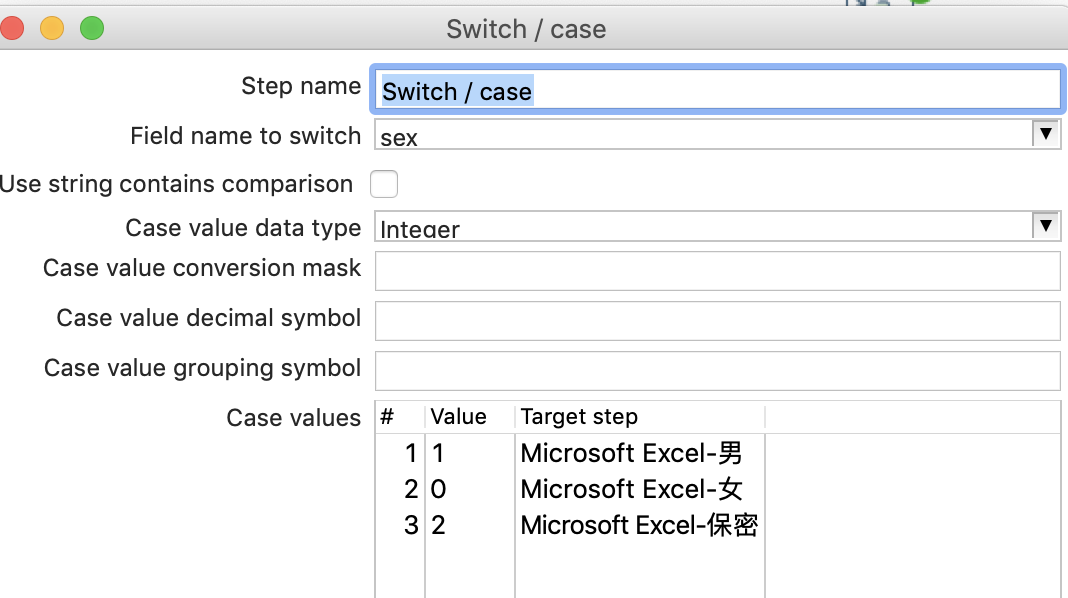 Switch / case
Step name Switch / case
Field name to switch sex
Use string contains comparison
Case value data type Integer
Case value conversion mask
Case value decimal symbol
Case value grouping symbol
Case values # Value Target step
1 1 Microsoft Excel-男
2 0 Microsoft Excel-女
3 2 Microsoft Excel-保密